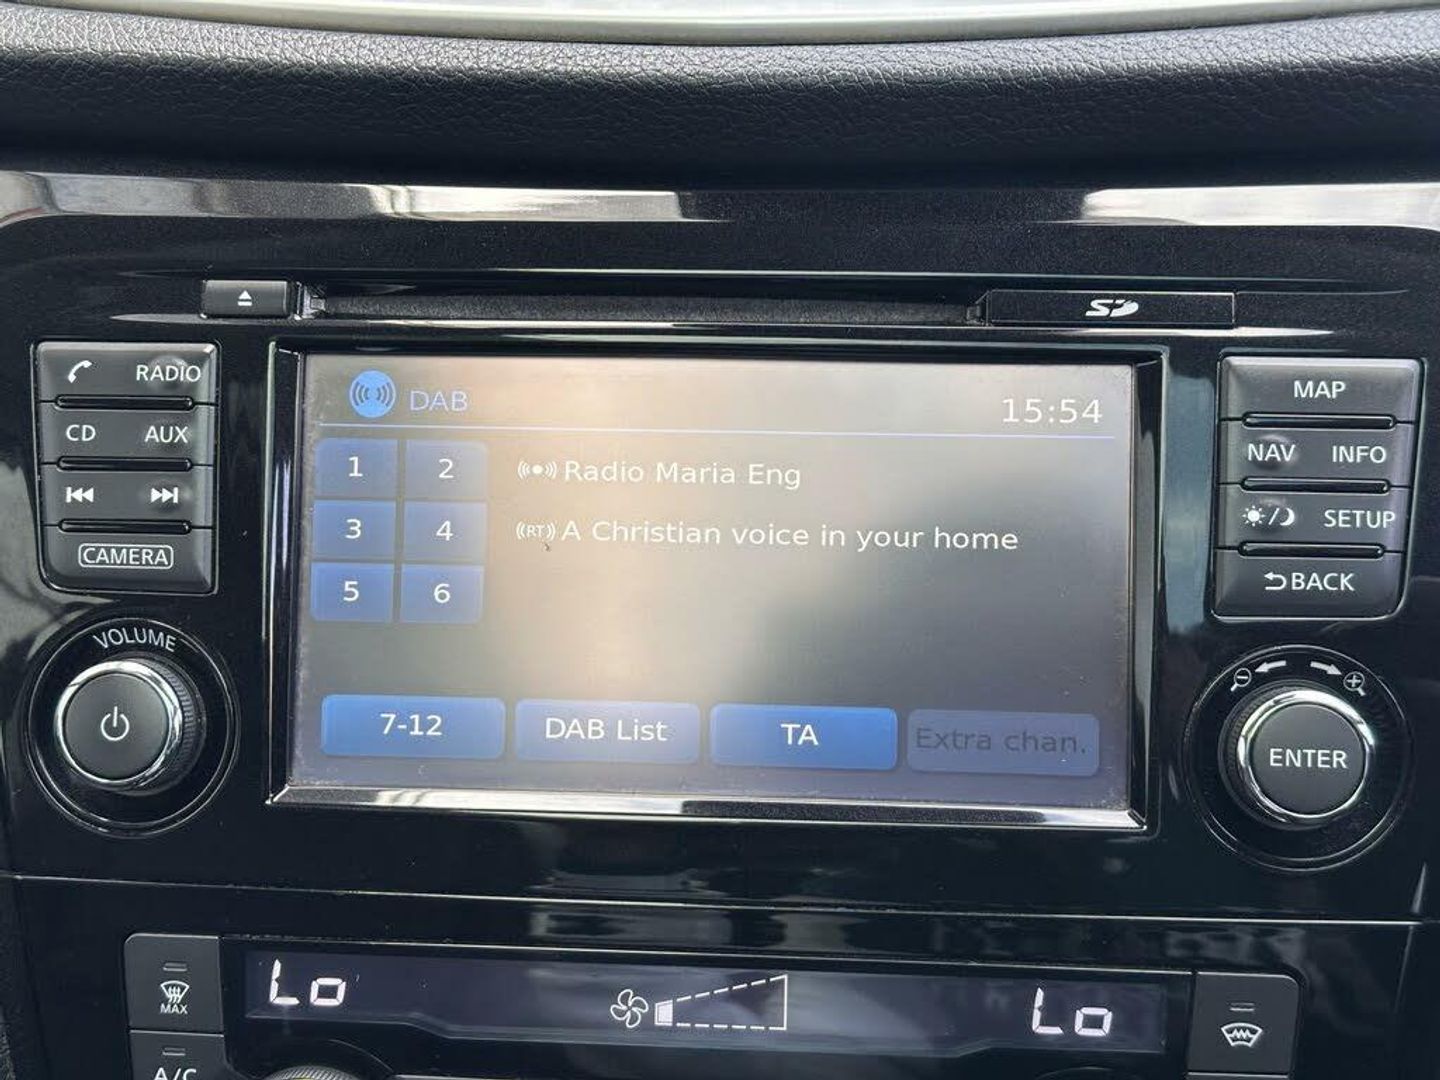 SD
RADIO
CD AUX
CAMERA
VOLUME
DAB
15:54
1 2
3 4
5 6
Radio Maria Eng
((RT)) A Christian voice in your home
7-12
DAB List
TA
Extra chan.
MAP
NAV INFO
/ SETUP
BACK
ENTER
MAX
A/C
Lo
Lo